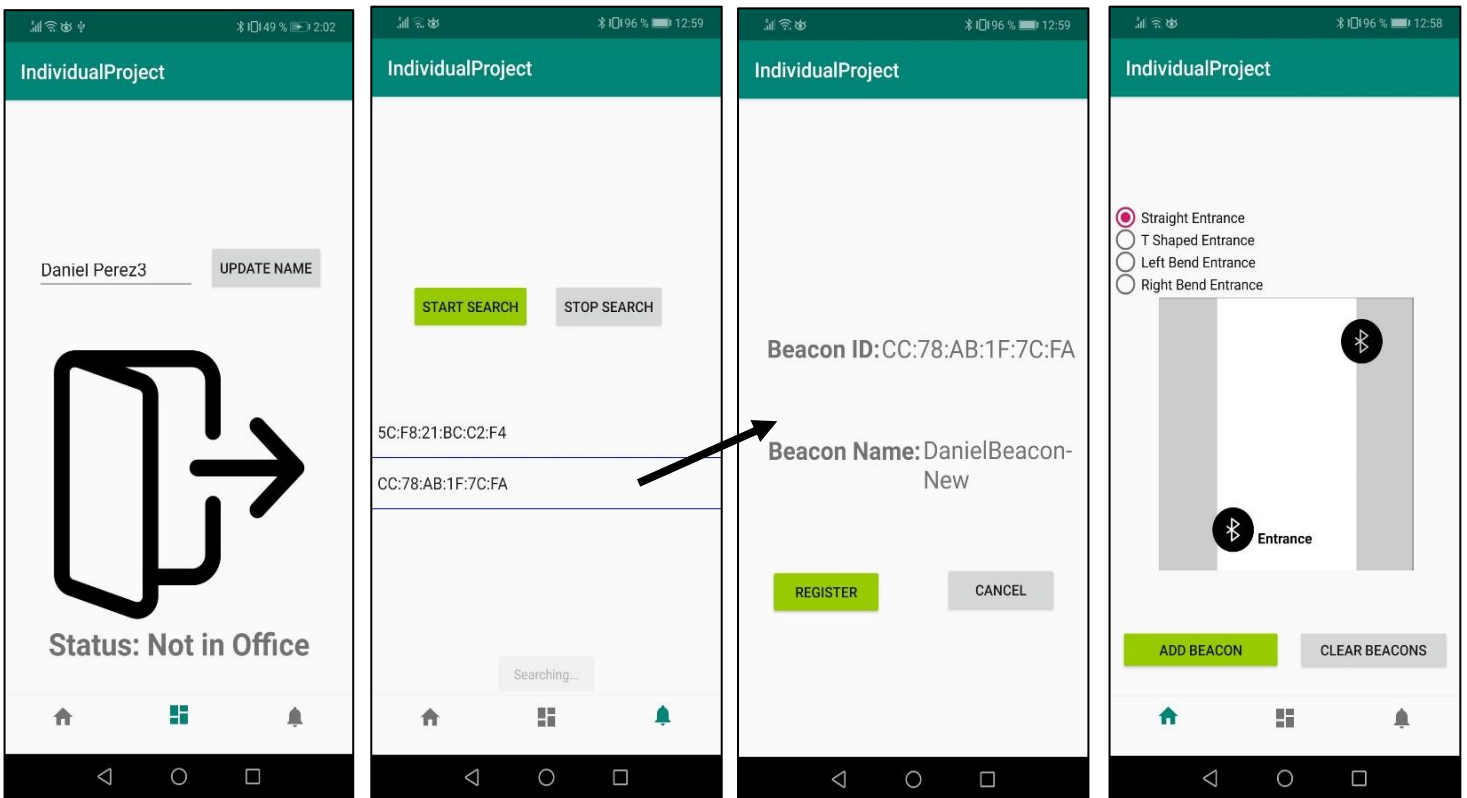 49 % 2:02
IndividualProject
Daniel Perez3
UPDATE NAME
Status: Not in Office
96 % 12:59
IndividualProject
START SEARCH
STOP SEARCH
5C:F8:21:BC:C2:F4
CC:78:AB:1F:7C:FA
Searching...
96 % 12:59
IndividualProject
Beacon ID:CC:78:AB:1F:7C:FA
Beacon Name:DanielBeacon-
New
REGISTER
CANCEL
96 % 12:58
IndividualProject
Straight Entrance
T Shaped Entrance
Left Bend Entrance
Right Bend Entrance
Entrance
ADD BEACON
CLEAR BEACONS